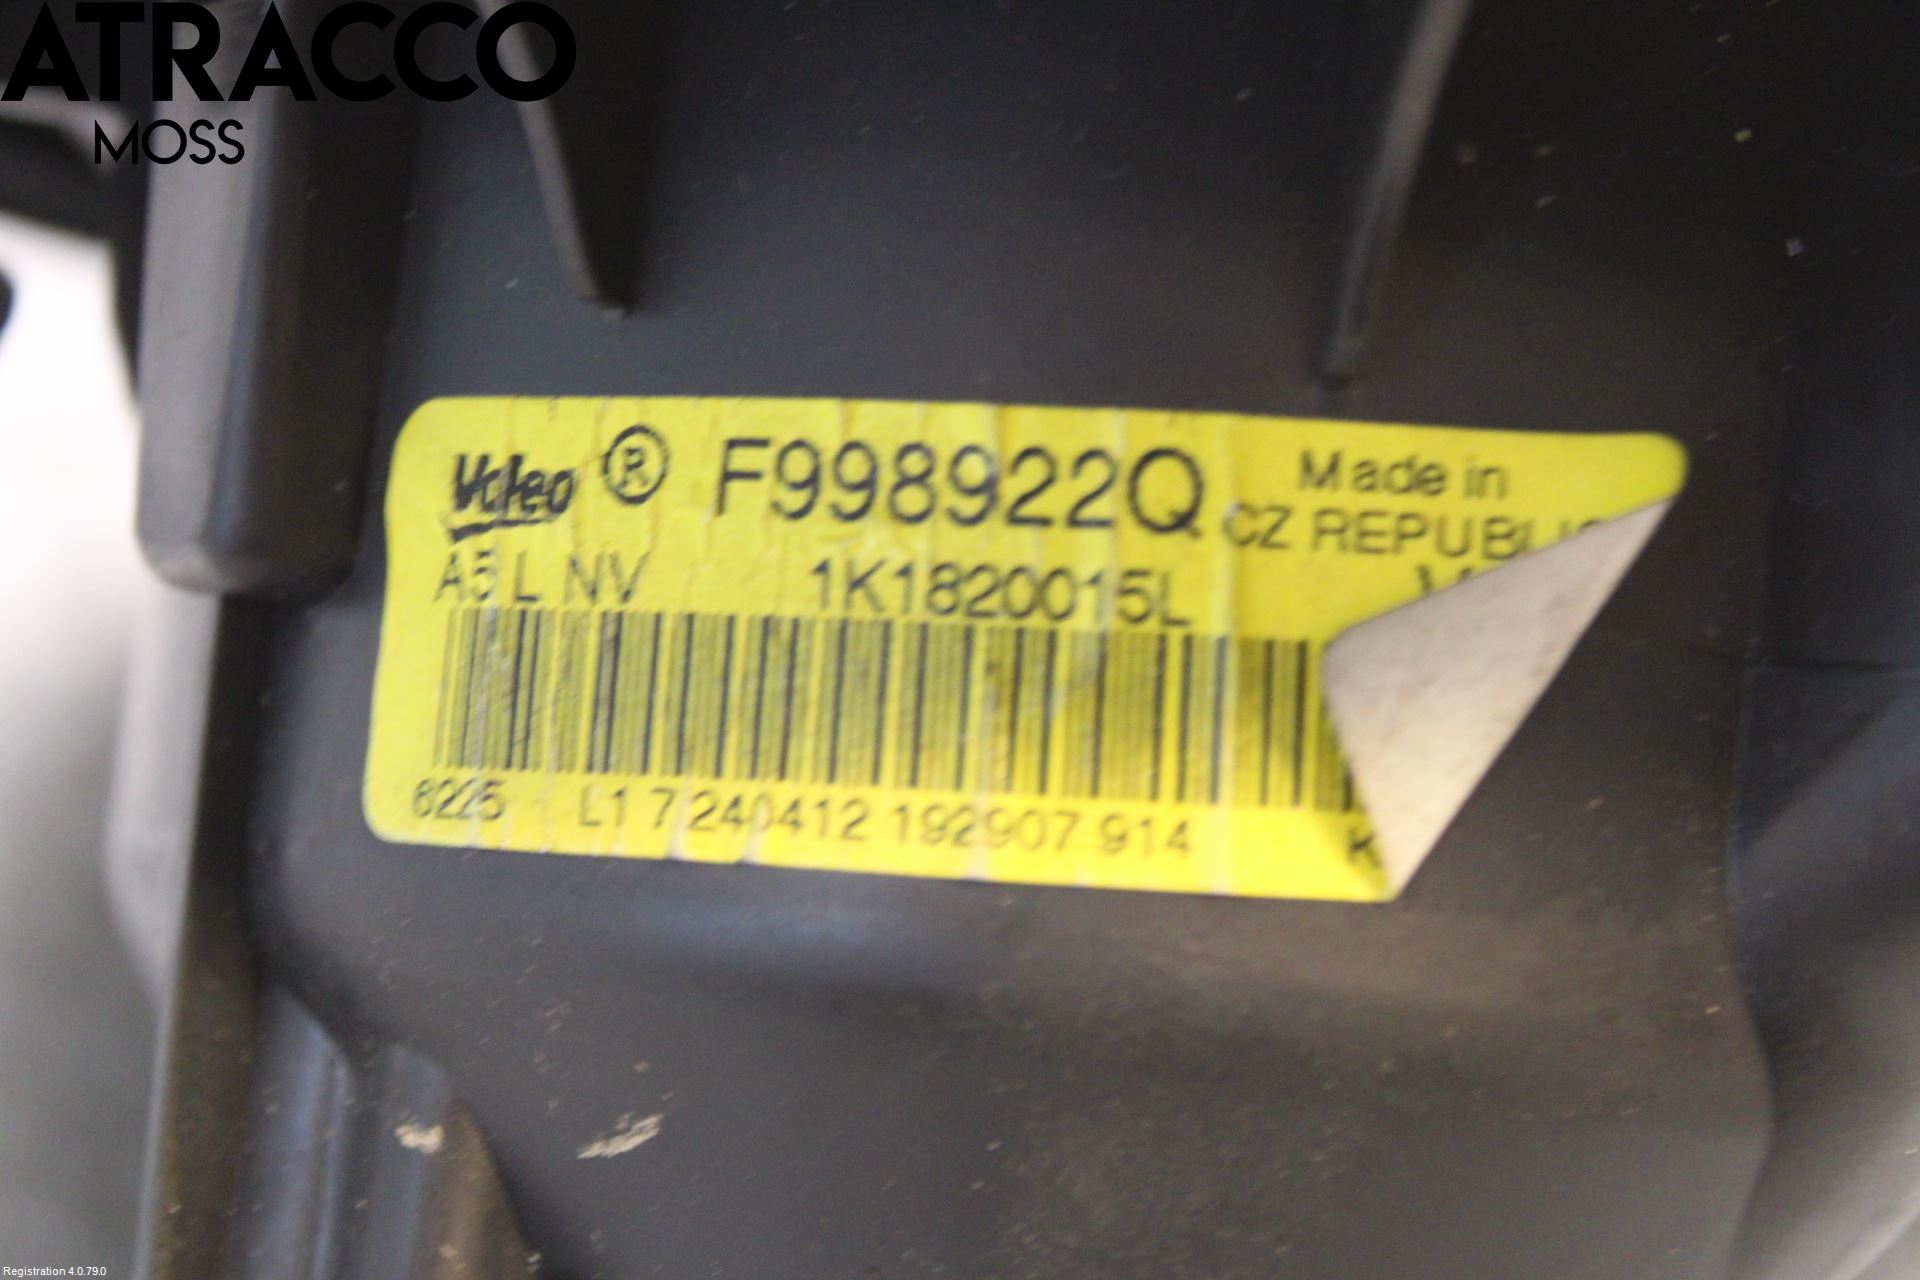 ATRACCO
MOSS
Valeo ® F998922Q Made in
CZ REPUBLIC
A5 L NV 1K1820015L
6225 L1 7 240412 192907 914 K
Registration 4.0.79.0